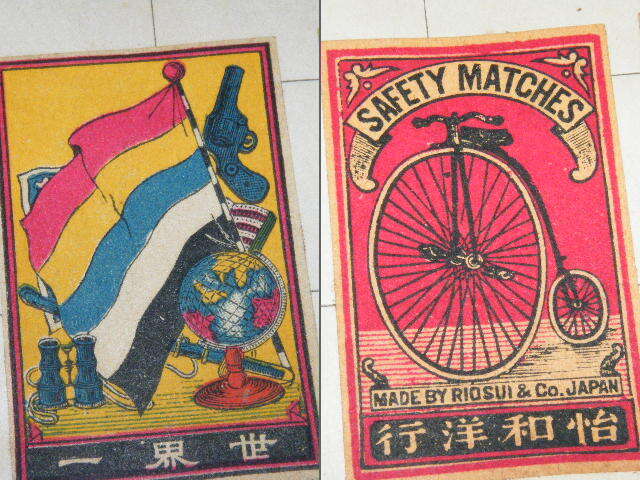 世界一
SAFETY MATCHES
MADE BY RIOSUI & Co. JAPAN
怡和洋行